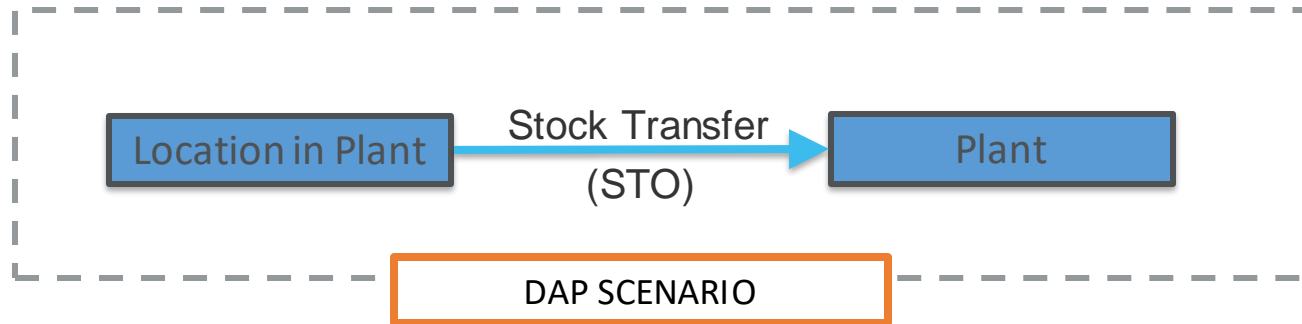 Location in Plant
Stock Transfer
(STO)
Plant
DAP SCENARIO